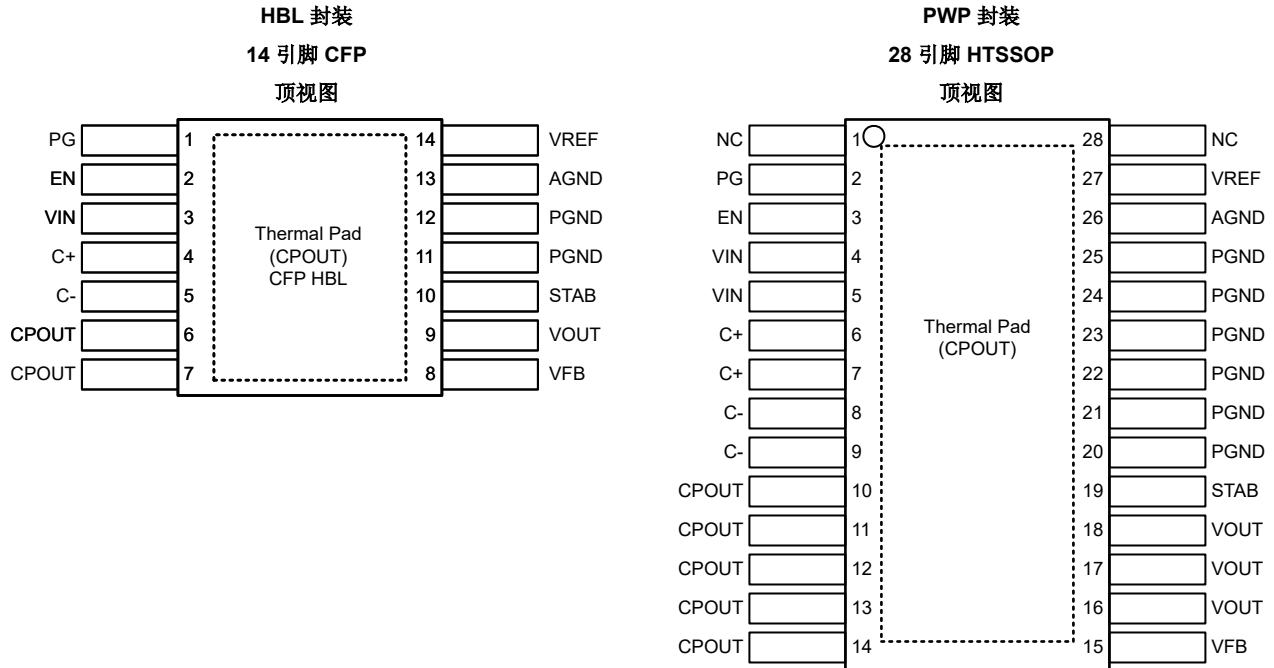 HBL 封装
14 引脚 CFP
顶视图
PG 1 14 VREF
EN 2 13 AGND
VIN 3 12 PGND
C+ 4 11 PGND
C- 5 10 STAB
CPOUT 6 9 VOUT
CPOUT 7 8 VFB
Thermal Pad
(CPOUT)
CFP HBL
PWP 封装
28 引脚 HTSSOP
顶视图
NC 1 28 NC
PG 2 27 VREF
EN 3 26 AGND
VIN 4 25 PGND
VIN 5 24 PGND
C+ 6 23 PGND
C+ 7 22 PGND
C- 8 21 PGND
C- 9 20 PGND
CPOUT 10 19 STAB
CPOUT 11 18 VOUT
CPOUT 12 17 VOUT
CPOUT 13 16 VOUT
CPOUT 14 15 VFB
Thermal Pad
(CPOUT)